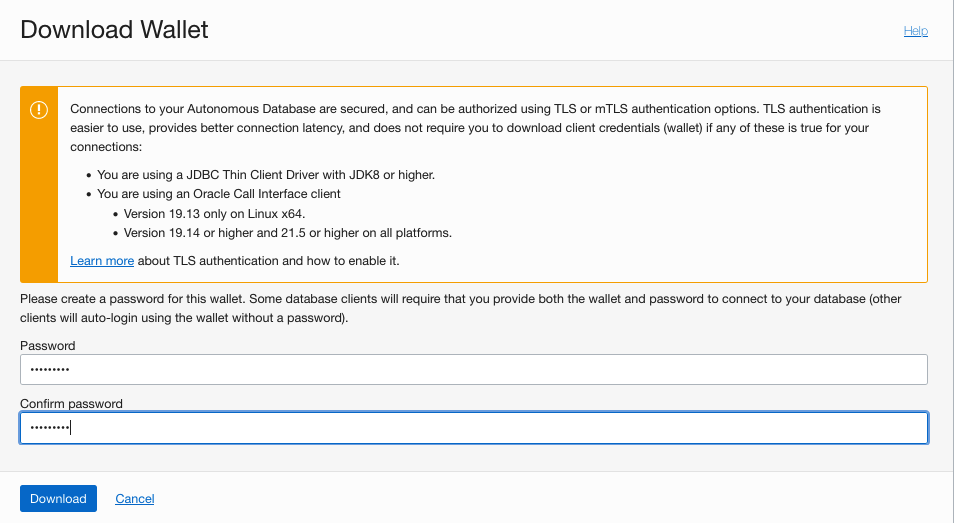 Download Wallet
Help
Connections to your Autonomous Database are secured, and can be authorized using TLS or mTLS authentication options. TLS authentication is
easier to use, provides better connection latency, and does not require you to download client credentials (wallet) if any of these is true for your
connections:
• You are using a JDBC Thin Client Driver with JDK8 or higher.
• You are using an Oracle Call Interface client
• Version 19.13 only on Linux x64.
• Version 19.14 or higher and 21.5 or higher on all platforms.
Learn more about TLS authentication and how to enable it.
Please create a password for this wallet. Some database clients will require that you provide both the wallet and password to connect to your database (other
clients will auto-login using the wallet without a password).
Password
•••••••••
Confirm password
•••••••••
Download
Cancel